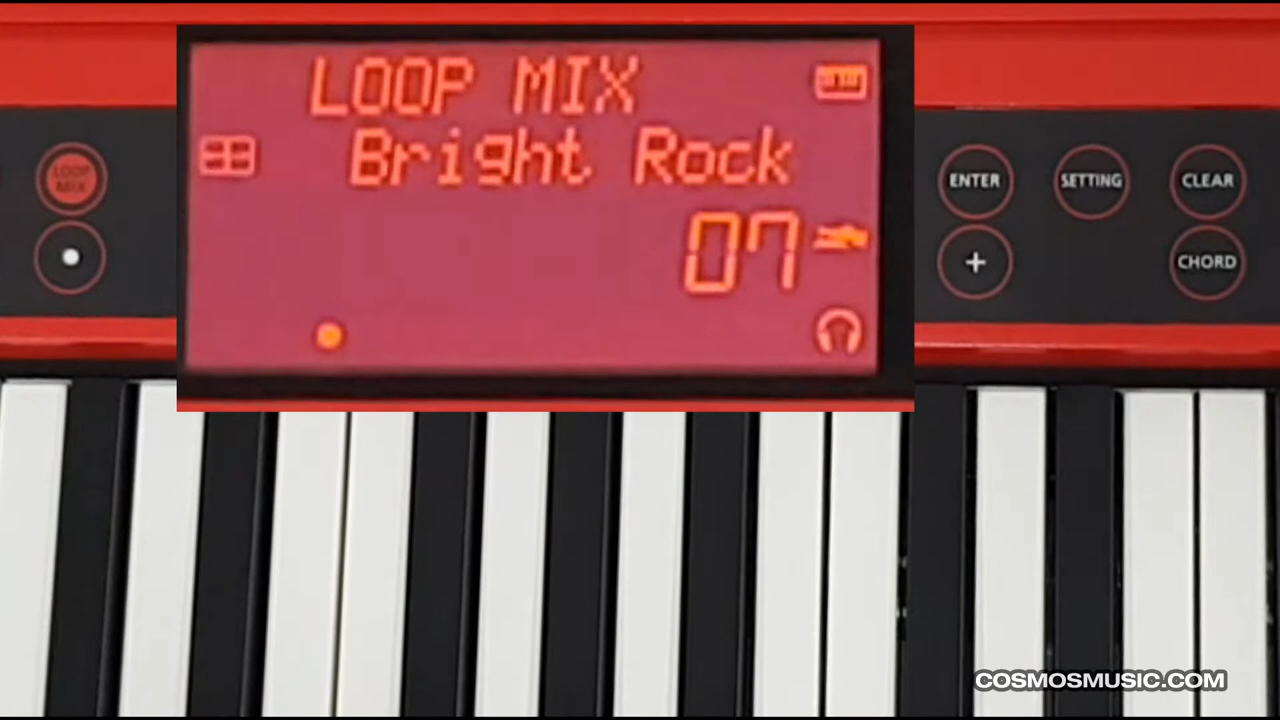 LOOP MIX
Bright Rock
07
LOOP MIX
ENTER
SETTING
CLEAR
+
CHORD
COSMOSMUSIC.COM